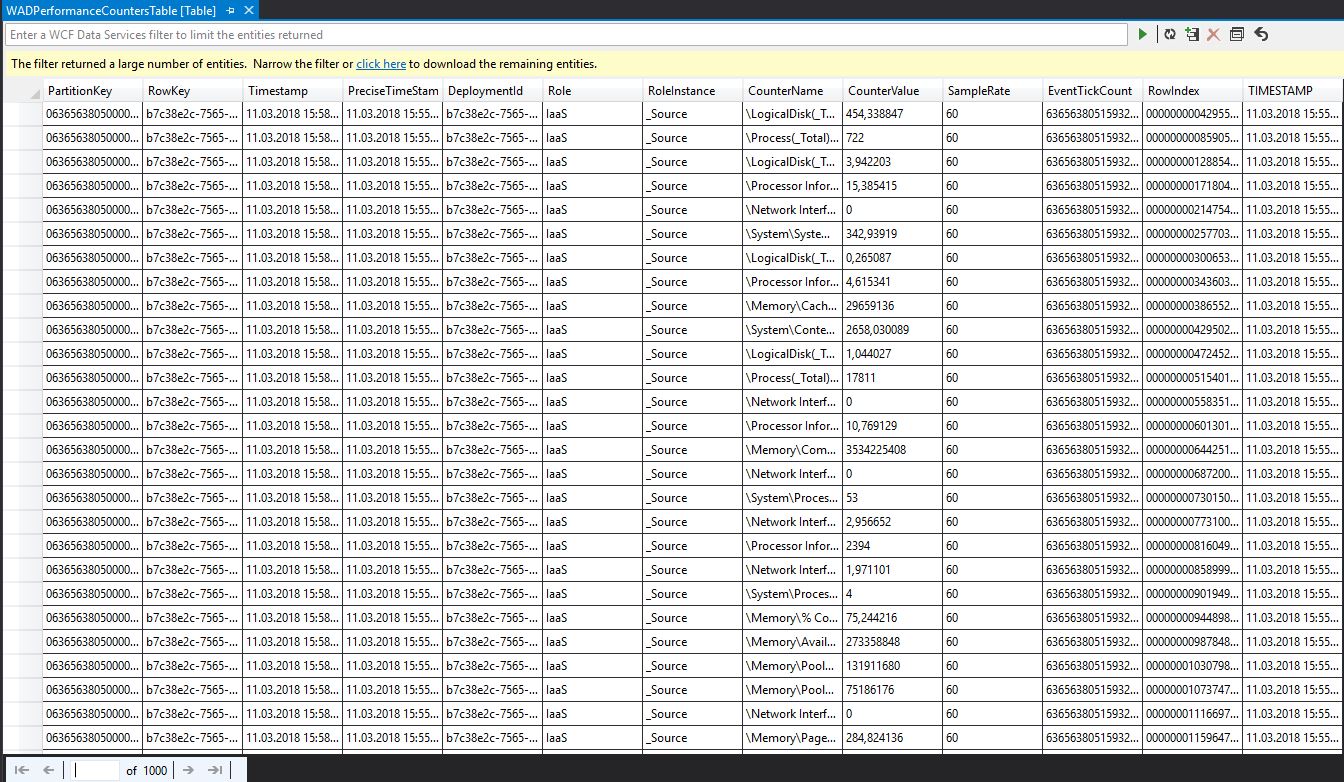 WADPerformanceCountersTable [Table]
Enter a WCF Data Services filter to limit the entities returned
The filter returned a large number of entities. Narrow the filter or click here to download the remaining entities.
PartitionKey RowKey Timestamp PreciseTimeStam DeploymentId Role RoleInstance CounterName CounterValue SampleRate EventTickCount RowIndex TIMESTAMP
06365638050000... b7c38e2c-7565-... 11.03.2018 15:58... 11.03.2018 15:55... b7c38e2c-7565-... IaaS _Source \LogicalDisk(_T... 454,338847 60 63656380515932... 00000000042955... 11.03.2018 15:55...
06365638050000... b7c38e2c-7565-... 11.03.2018 15:58... 11.03.2018 15:55... b7c38e2c-7565-... IaaS _Source \Process(_Total)... 722 60 63656380515932... 00000000085905... 11.03.2018 15:55...
06365638050000... b7c38e2c-7565-... 11.03.2018 15:58... 11.03.2018 15:55... b7c38e2c-7565-... IaaS _Source \LogicalDisk(_T... 3,942203 60 63656380515932... 00000000128854... 11.03.2018 15:55...
06365638050000... b7c38e2c-7565-... 11.03.2018 15:58... 11.03.2018 15:55... b7c38e2c-7565-... IaaS _Source \Processor Infor... 15,385415 60 63656380515932... 00000000171804... 11.03.2018 15:55...
06365638050000... b7c38e2c-7565-... 11.03.2018 15:58... 11.03.2018 15:55... b7c38e2c-7565-... IaaS _Source \Network Interf... 0 60 63656380515932... 00000000214754... 11.03.2018 15:55...
06365638050000... b7c38e2c-7565-... 11.03.2018 15:58... 11.03.2018 15:55... b7c38e2c-7565-... IaaS _Source \System\Syste... 342,93919 60 63656380515932... 00000000257703... 11.03.2018 15:55...
06365638050000... b7c38e2c-7565-... 11.03.2018 15:58... 11.03.2018 15:55... b7c38e2c-7565-... IaaS _Source \LogicalDisk(_T... 0,265087 60 63656380515932... 00000000300653... 11.03.2018 15:55...
06365638050000... b7c38e2c-7565-... 11.03.2018 15:58... 11.03.2018 15:55... b7c38e2c-7565-... IaaS _Source \Processor Infor... 4,615341 60 63656380515932... 00000000343603... 11.03.2018 15:55...
06365638050000... b7c38e2c-7565-... 11.03.2018 15:58... 11.03.2018 15:55... b7c38e2c-7565-... IaaS _Source \Memory\Cach... 29659136 60 63656380515932... 00000000386552... 11.03.2018 15:55...
06365638050000... b7c38e2c-7565-... 11.03.2018 15:58... 11.03.2018 15:55... b7c38e2c-7565-... IaaS _Source \System\Conte... 2658,030089 60 63656380515932... 00000000429502... 11.03.2018 15:55...
06365638050000... b7c38e2c-7565-... 11.03.2018 15:58... 11.03.2018 15:55... b7c38e2c-7565-... IaaS _Source \LogicalDisk(_T... 1,044027 60 63656380515932... 00000000472452... 11.03.2018 15:55...
06365638050000... b7c38e2c-7565-... 11.03.2018 15:58... 11.03.2018 15:55... b7c38e2c-7565-... IaaS _Source \Process(_Total)... 17811 60 63656380515932... 00000000515401... 11.03.2018 15:55...
06365638050000... b7c38e2c-7565-... 11.03.2018 15:58... 11.03.2018 15:55... b7c38e2c-7565-... IaaS _Source \Network Interf... 0 60 63656380515932... 00000000558351... 11.03.2018 15:55...
06365638050000... b7c38e2c-7565-... 11.03.2018 15:58... 11.03.2018 15:55... b7c38e2c-7565-... IaaS _Source \Processor Infor... 10,769129 60 63656380515932... 00000000601301... 11.03.2018 15:55...
06365638050000... b7c38e2c-7565-... 11.03.2018 15:58... 11.03.2018 15:55... b7c38e2c-7565-... IaaS _Source \Memory\Com... 3534225408 60 63656380515932... 00000000644251... 11.03.2018 15:55...
06365638050000... b7c38e2c-7565-... 11.03.2018 15:58... 11.03.2018 15:55... b7c38e2c-7565-... IaaS _Source \Network Interf... 0 60 63656380515932... 00000000687200... 11.03.2018 15:55...
06365638050000... b7c38e2c-7565-... 11.03.2018 15:58... 11.03.2018 15:55... b7c38e2c-7565-... IaaS _Source \System\Proces... 53 60 63656380515932... 00000000730150... 11.03.2018 15:55...
06365638050000... b7c38e2c-7565-... 11.03.2018 15:58... 11.03.2018 15:55... b7c38e2c-7565-... IaaS _Source \Network Interf... 2,956652 60 63656380515932... 00000000773100... 11.03.2018 15:55...
06365638050000... b7c38e2c-7565-... 11.03.2018 15:58... 11.03.2018 15:55... b7c38e2c-7565-... IaaS _Source \Processor Infor... 2394 60 63656380515932... 00000000816049... 11.03.2018 15:55...
06365638050000... b7c38e2c-7565-... 11.03.2018 15:58... 11.03.2018 15:55... b7c38e2c-7565-... IaaS _Source \Network Interf... 1,971101 60 63656380515932... 00000000858999... 11.03.2018 15:55...
06365638050000... b7c38e2c-7565-... 11.03.2018 15:58... 11.03.2018 15:55... b7c38e2c-7565-... IaaS _Source \System\Proces... 4 60 63656380515932... 00000000901949... 11.03.2018 15:55...
06365638050000... b7c38e2c-7565-... 11.03.2018 15:58... 11.03.2018 15:55... b7c38e2c-7565-... IaaS _Source \Memory\% Co... 75,244216 60 63656380515932... 00000000944898... 11.03.2018 15:55...
06365638050000... b7c38e2c-7565-... 11.03.2018 15:58... 11.03.2018 15:55... b7c38e2c-7565-... IaaS _Source \Memory\Avail... 273358848 60 63656380515932... 00000000987848... 11.03.2018 15:55...
06365638050000... b7c38e2c-7565-... 11.03.2018 15:58... 11.03.2018 15:55... b7c38e2c-7565-... IaaS _Source \Memory\Pool... 131911680 60 63656380515932... 00000001030798... 11.03.2018 15:55...
06365638050000... b7c38e2c-7565-... 11.03.2018 15:58... 11.03.2018 15:55... b7c38e2c-7565-... IaaS _Source \Memory\Pool... 75186176 60 63656380515932... 00000001073747... 11.03.2018 15:55...
06365638050000... b7c38e2c-7565-... 11.03.2018 15:58... 11.03.2018 15:55... b7c38e2c-7565-... IaaS _Source \Network Interf... 0 60 63656380515932... 00000001116697... 11.03.2018 15:55...
06365638050000... b7c38e2c-7565-... 11.03.2018 15:58... 11.03.2018 15:55... b7c38e2c-7565-... IaaS _Source \Memory\Page... 284,824136 60 63656380515932... 00000001159647... 11.03.2018 15:55...
of 1000